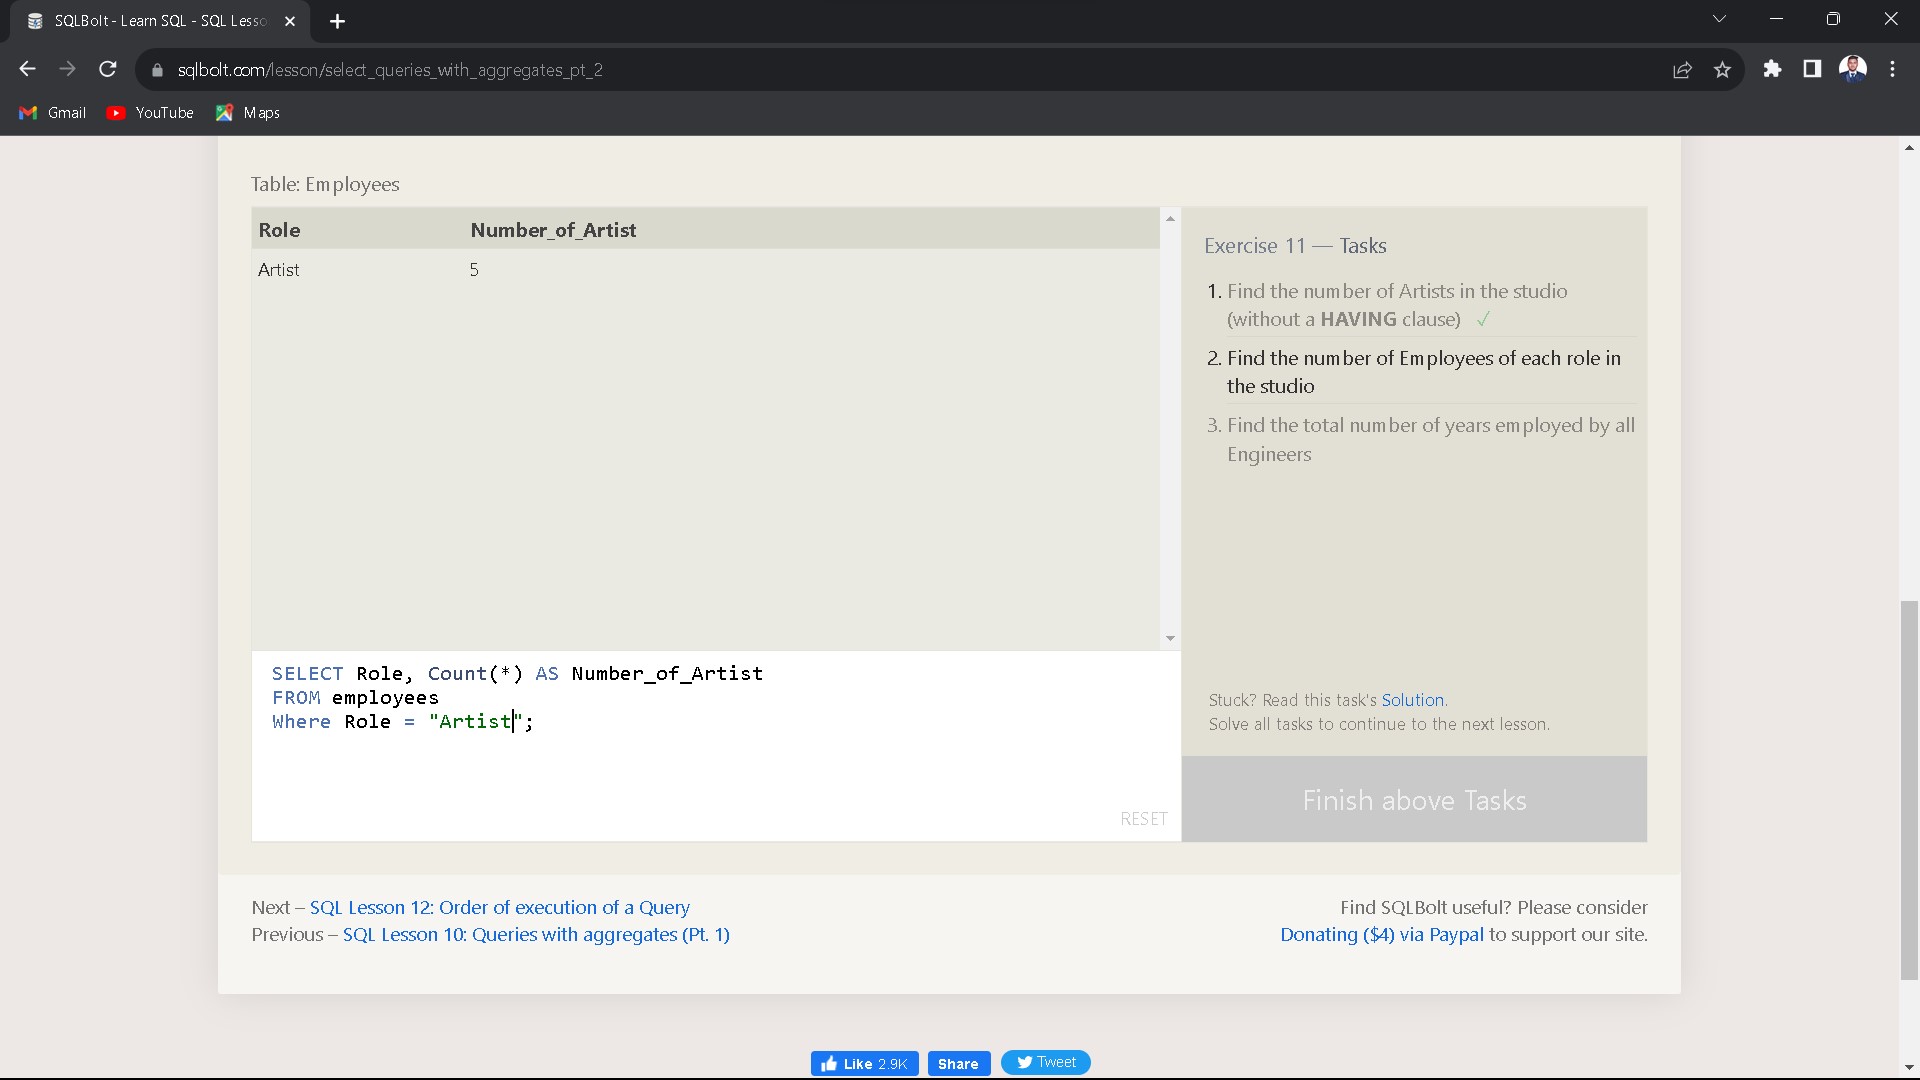 SQLBolt - Learn SQL - SQL Lesso
sqlbolt.com/lesson/select_queries_with_aggregates_pt_2
Gmail YouTube Maps
Table: Employees
Role Number_of_Artist
Artist 5
Exercise 11 — Tasks
1. Find the number of Artists in the studio
(without a HAVING clause) ✓
2. Find the number of Employees of each role in
the studio
3. Find the total number of years employed by all
Engineers
SELECT Role, Count(*) AS Number_of_Artist
FROM employees
Where Role = "Artist";
RESET
Stuck? Read this task's Solution.
Solve all tasks to continue to the next lesson.
Finish above Tasks
Next – SQL Lesson 12: Order of execution of a Query
Previous – SQL Lesson 10: Queries with aggregates (Pt. 1)
Find SQLBolt useful? Please consider
Donating ($4) via Paypal to support our site.
Like 2.9K Share Tweet